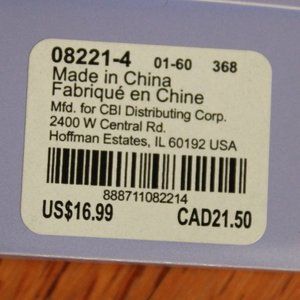 08221-4 01-60 368
Made in China
Fabriqué en Chine
Mfd. for CBI Distributing Corp.
2400 W Central Rd.
Hoffman Estates, IL 60192 USA
888711082214
US$16.99 CAD21.50